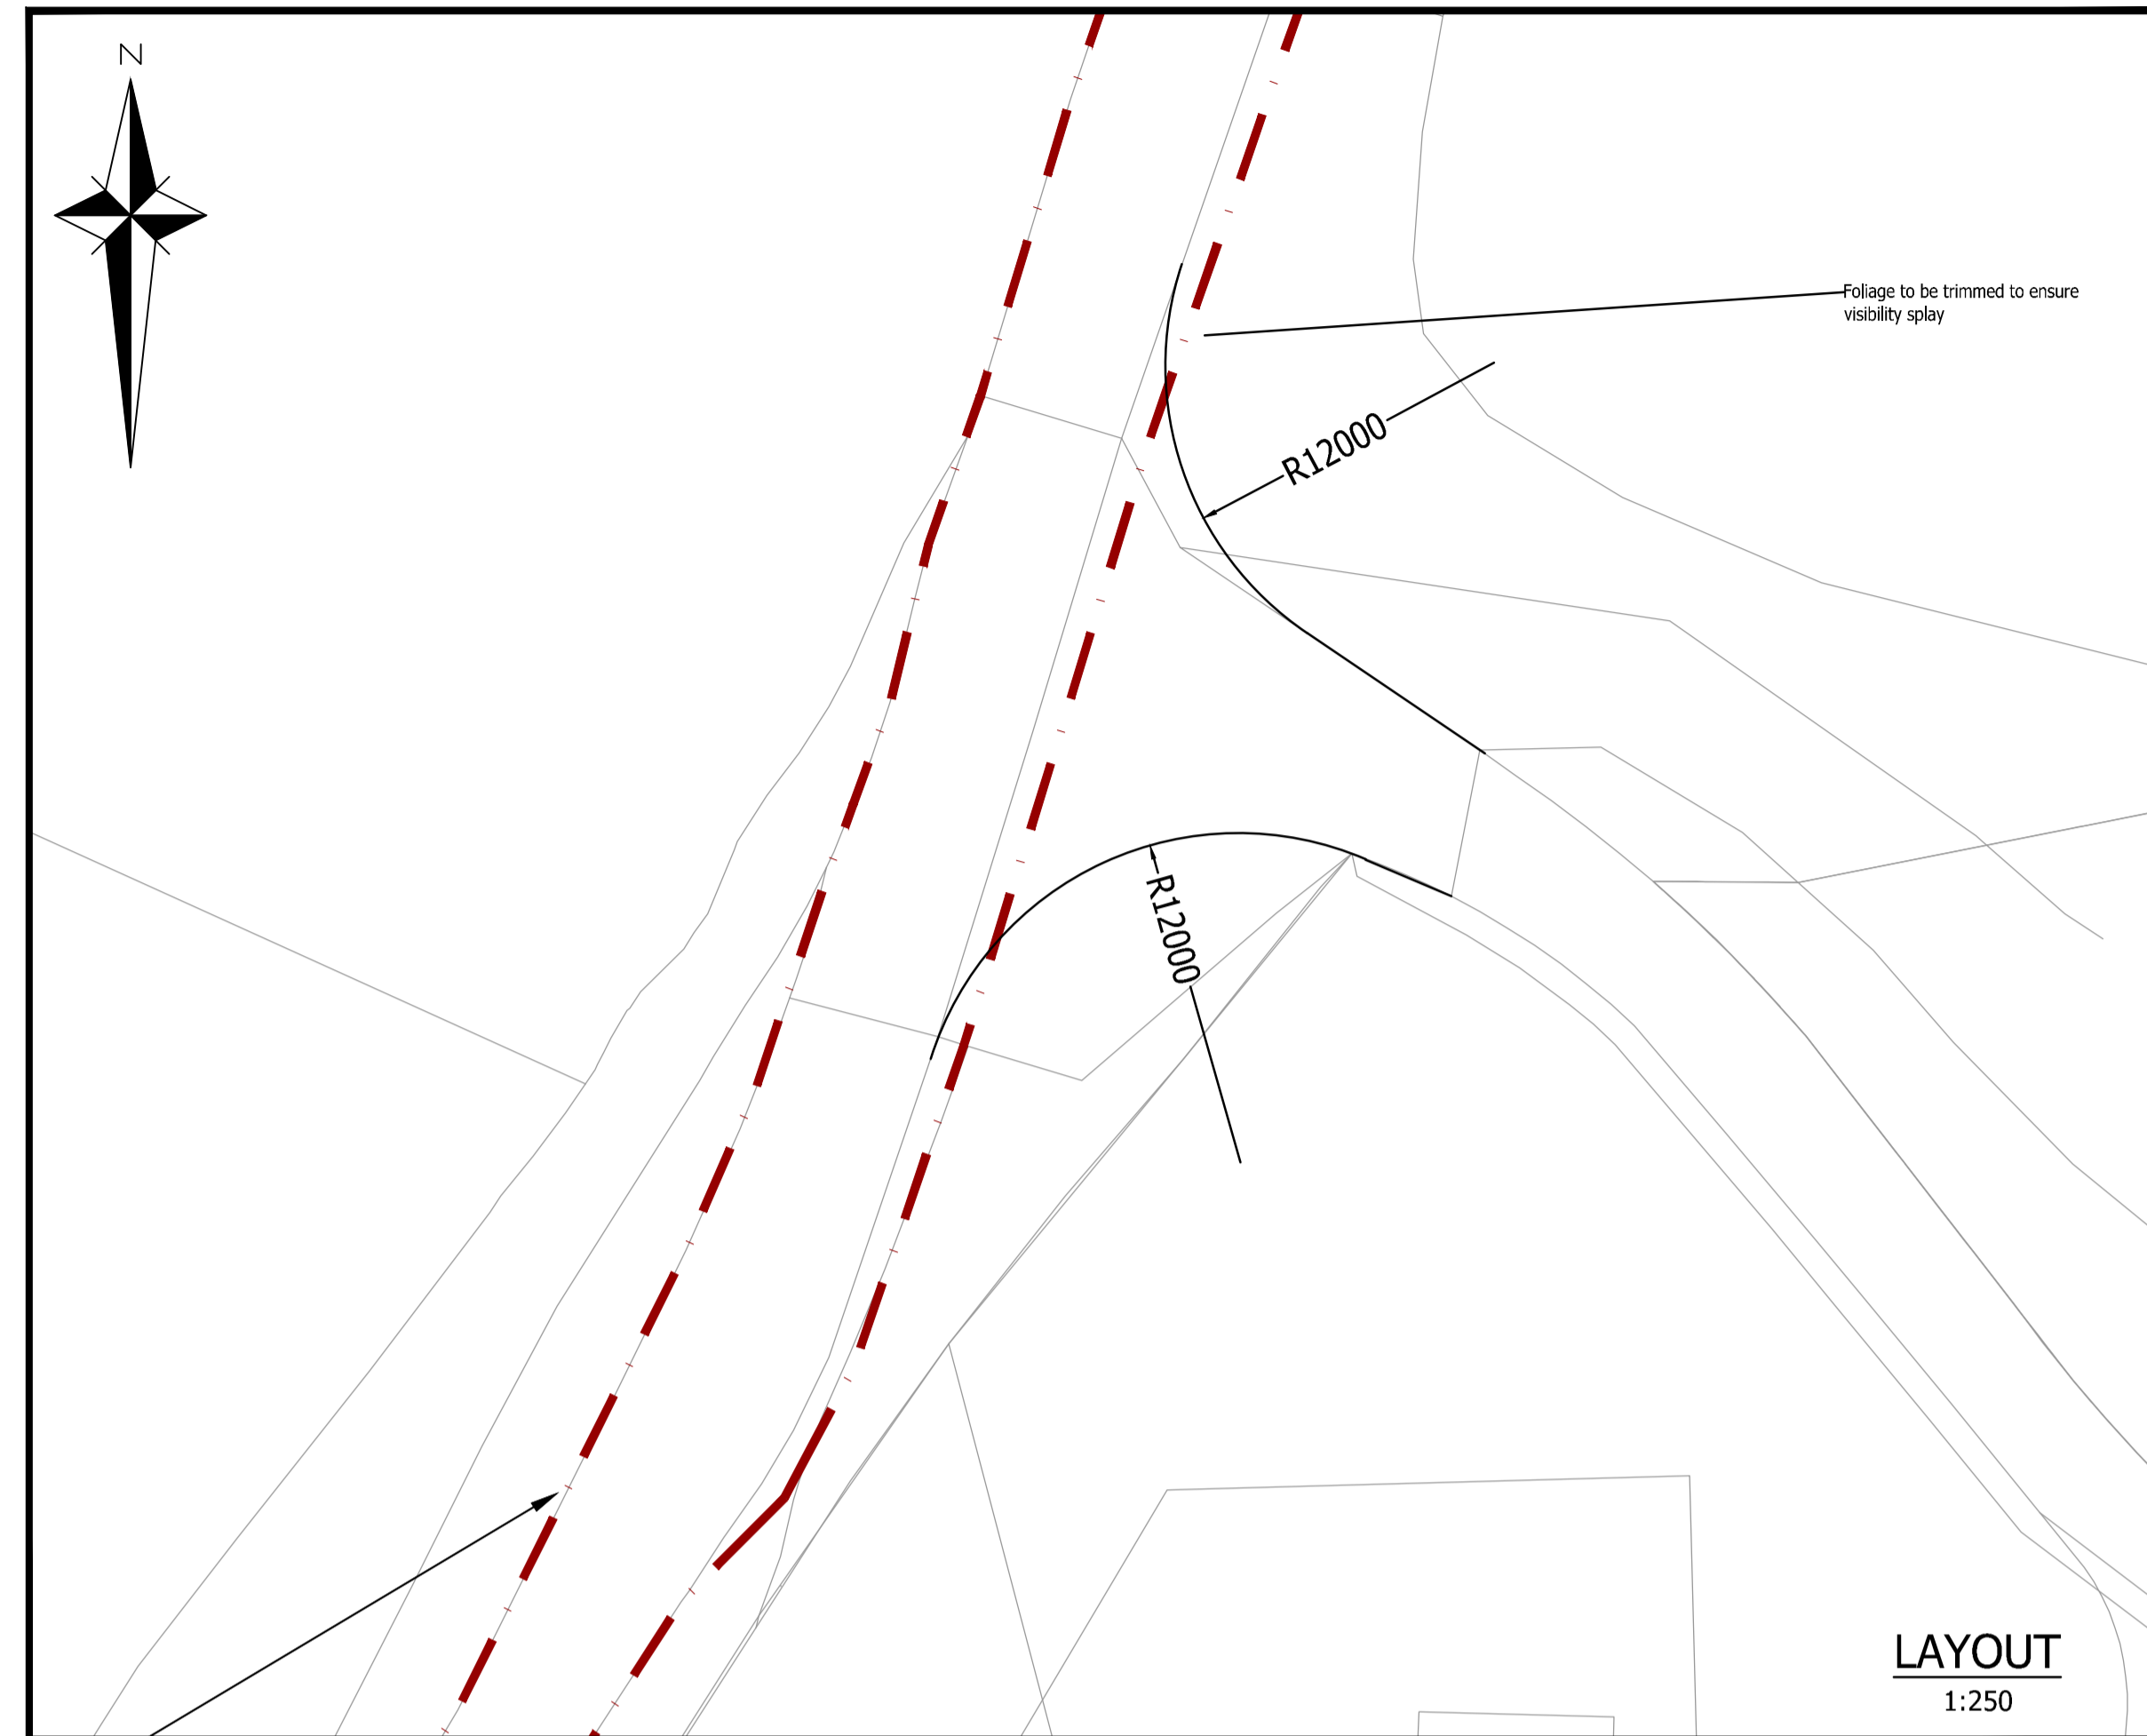 N
Foliage to be trimmed to ensure
visibility splay
R12000
R12000
LAYOUT
1:250